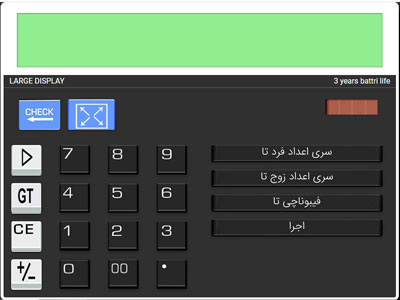 LARGE DISPLAY 3 years battri life
CHECK
7 8 9 سری اعداد فرد تا
GT 4 5 6 سری اعداد زوج تا
فیبوناچی تا
CE 1 2 3 اجرا
+/- 0 00 •